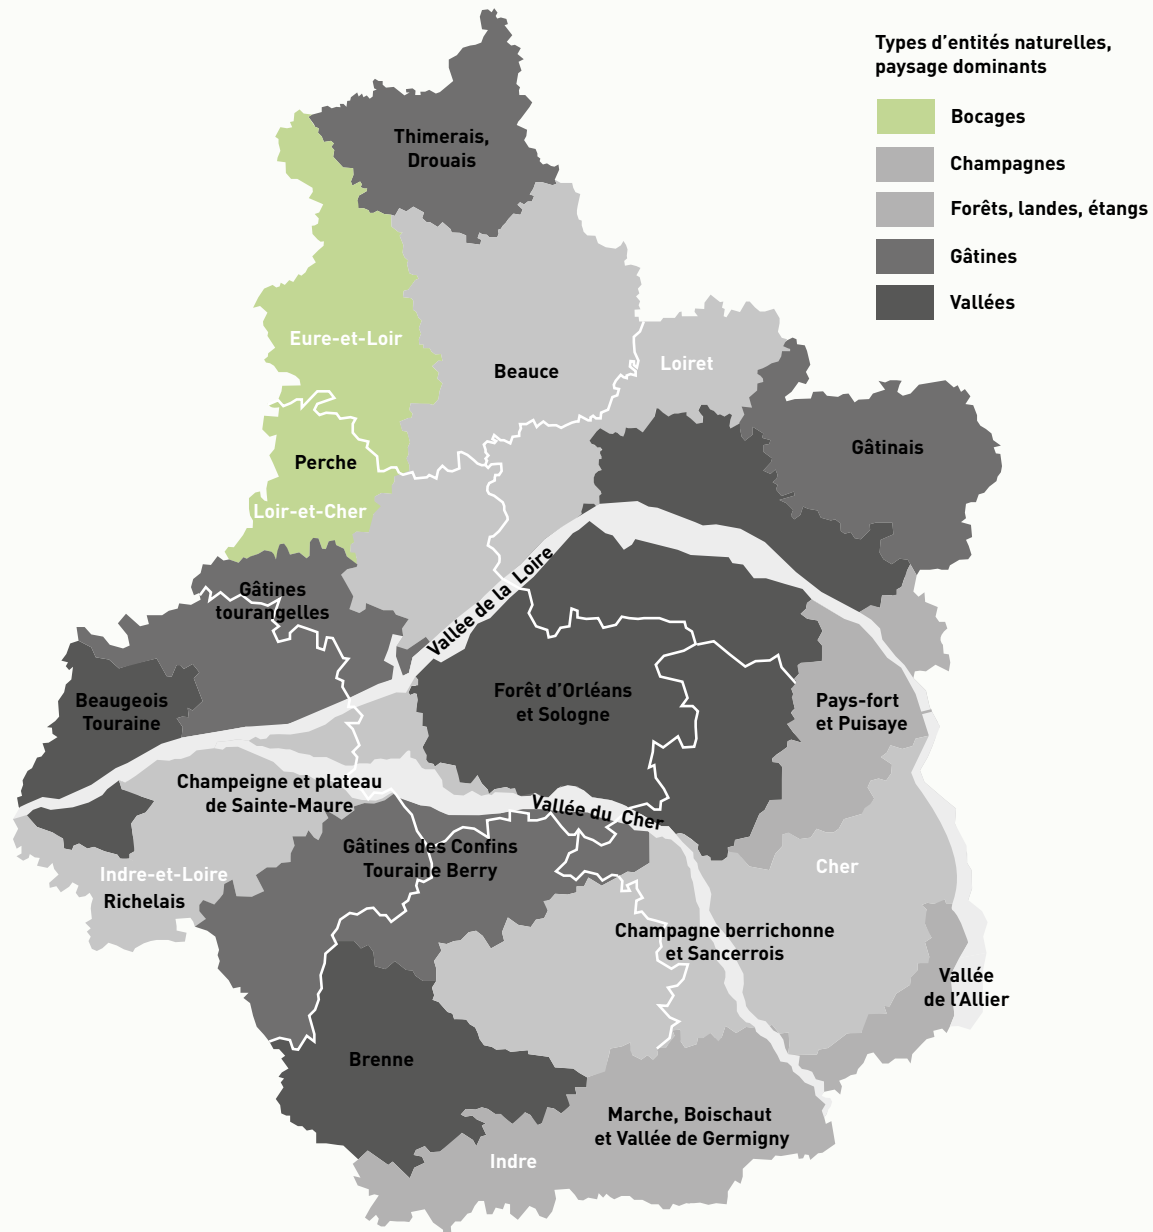 Types d'entités naturelles,
paysage dominants
Bocages
Champagnes
Forêts, landes, étangs
Gâtines
Vallées
Thimerais,
Drouais
Eure-et-Loir
Beauce
Loiret
Gâtinais
Perche
Loir-et-Cher
Vallée de la Loire
Gâtines
tourangelles
Beaugeois
Touraine
Forêt d'Orléans
et Sologne
Pays-fort
et Puisaye
Champeigne et plateau
de Sainte-Maure
Vallée du Cher
Gâtines des Confins
Touraine Berry
Indre-et-Loire
Richelais
Cher
Champagne berrichonne
et Sancerrois
Vallée
de l'Allier
Brenne
Marche, Boischaut
et Vallée de Germigny
Indre